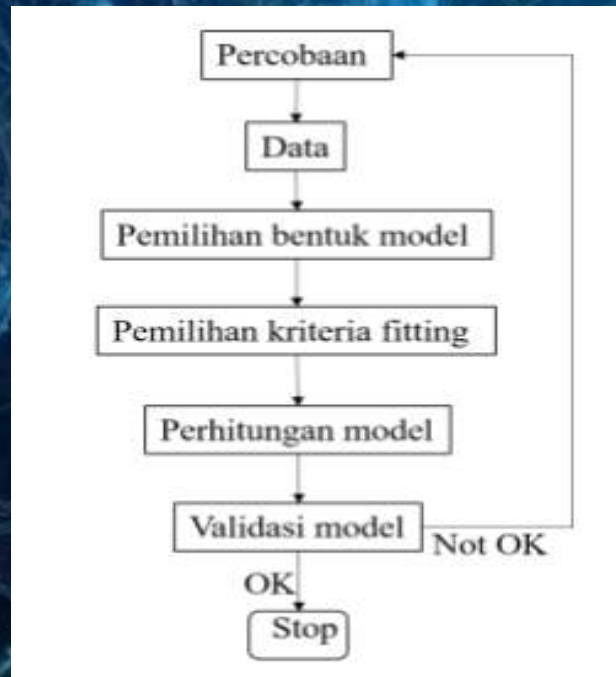 Percobaan
Data
Pemilihan bentuk model
Pemilihan kriteria fitting
Perhitungan model
Validasi model
Not OK
OK
Stop